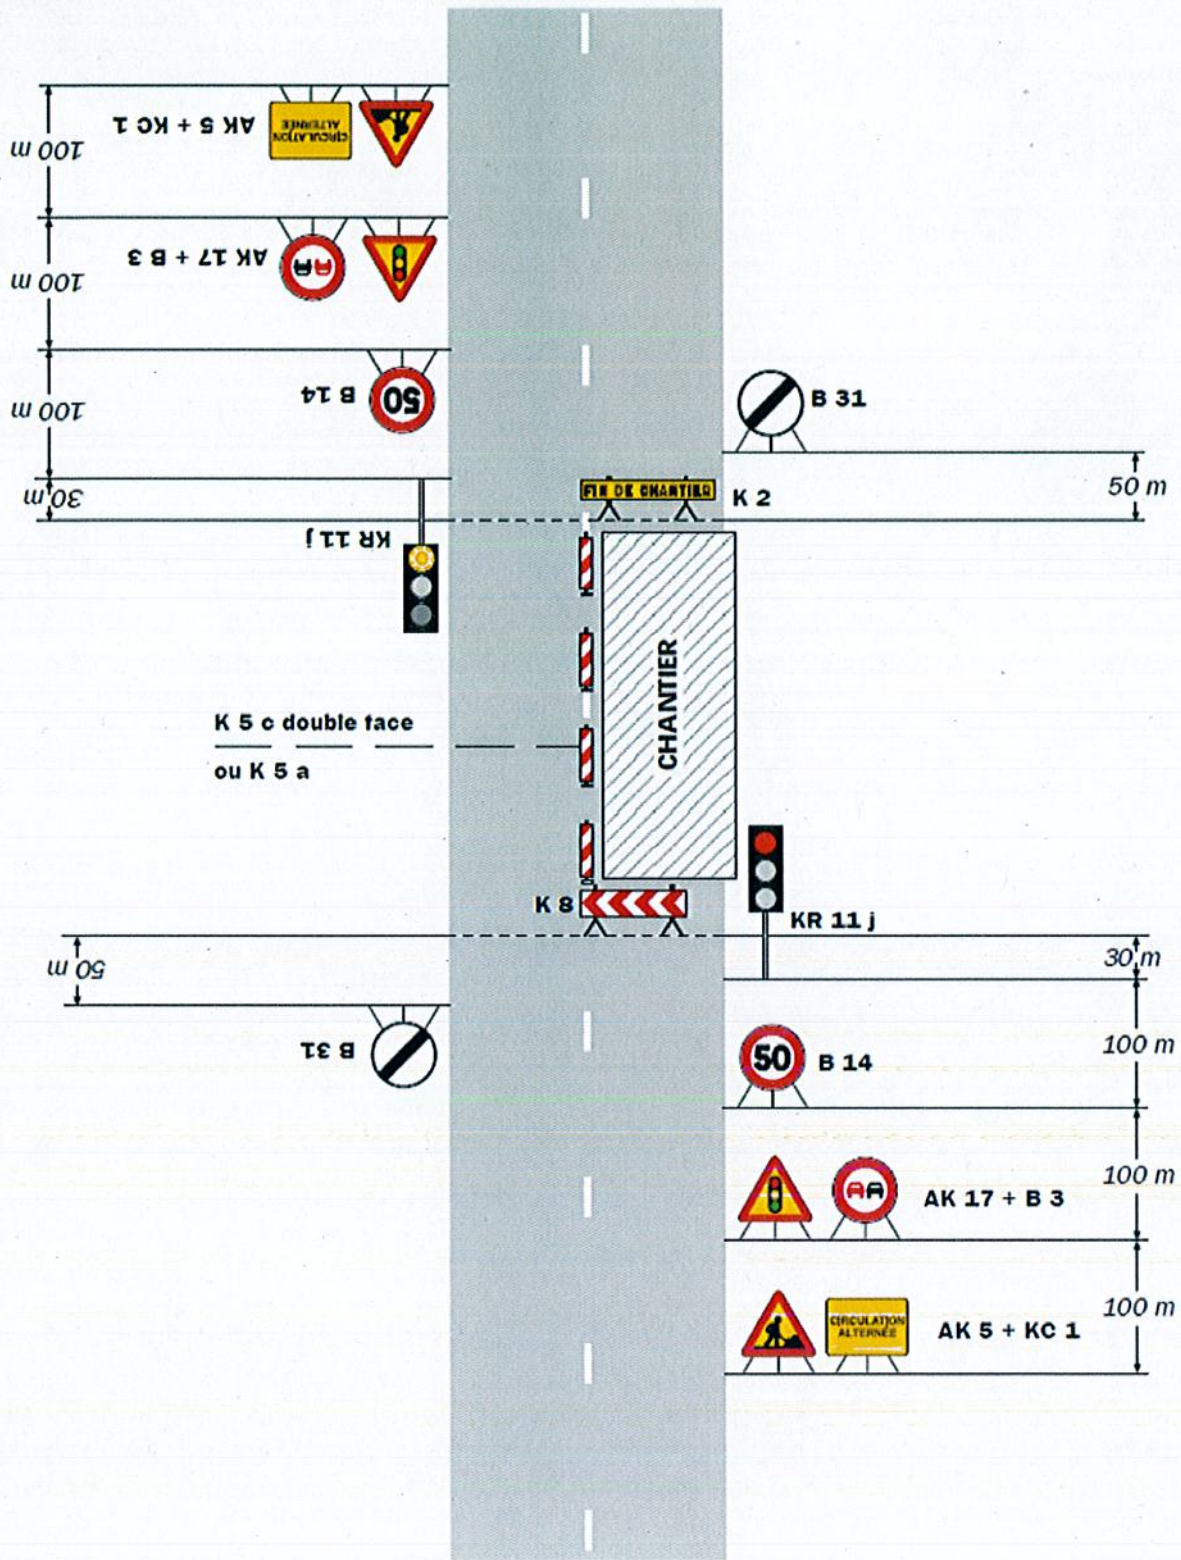 AK 5 + KC 1
CIRCULATION
ALTERNÉE
100 m
AK 17 + B 3
100 m
B 14
50
100 m
B 31
50 m
30 m
FIN DE CHANTIER
K 2
KR 11 j
CHANTIER
K 5 c double face
ou K 5 a
K 8
KR 11 j
30 m
50 m
B 31
50
B 14
100 m
AK 17 + B 3
100 m
CIRCULATION
ALTERNÉE
AK 5 + KC 1
100 m